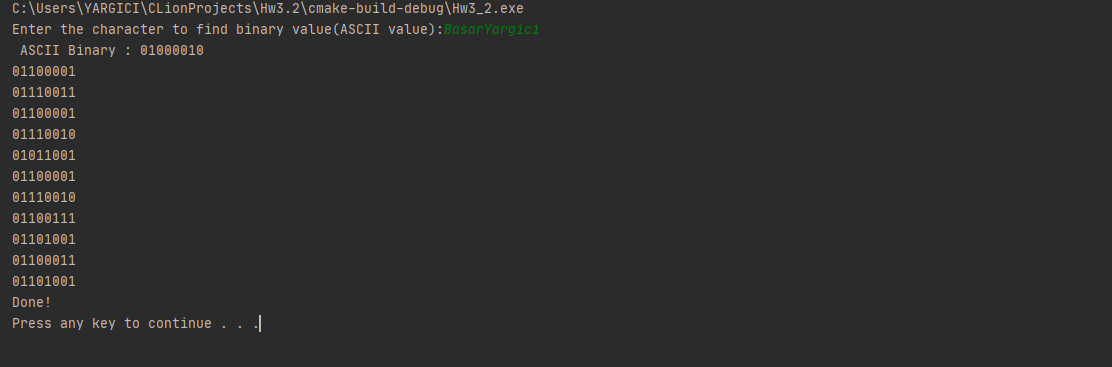 C:\Users\YARGICI\CLionProjects\Hw3.2\cmake-build-debug\Hw3_2.exe
Enter the character to find binary value(ASCII value):BasarYargici
 ASCII Binary : 01000010
01100001
01110011
01100001
01110010
01011001
01100001
01110010
01100111
01101001
01100011
01101001
Done!
Press any key to continue . . .